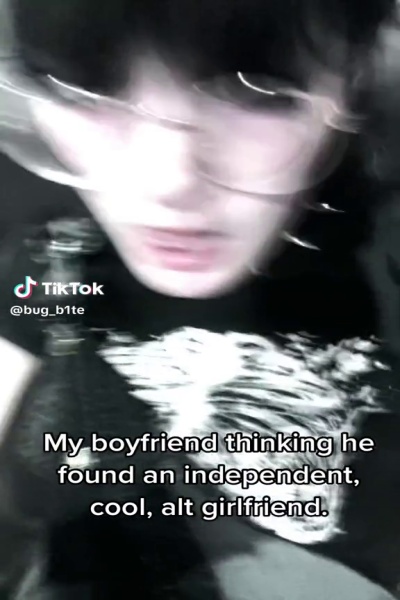 TikTok
@bug_b1te
My boyfriend thinking he
found an independent,
cool, alt girlfriend.